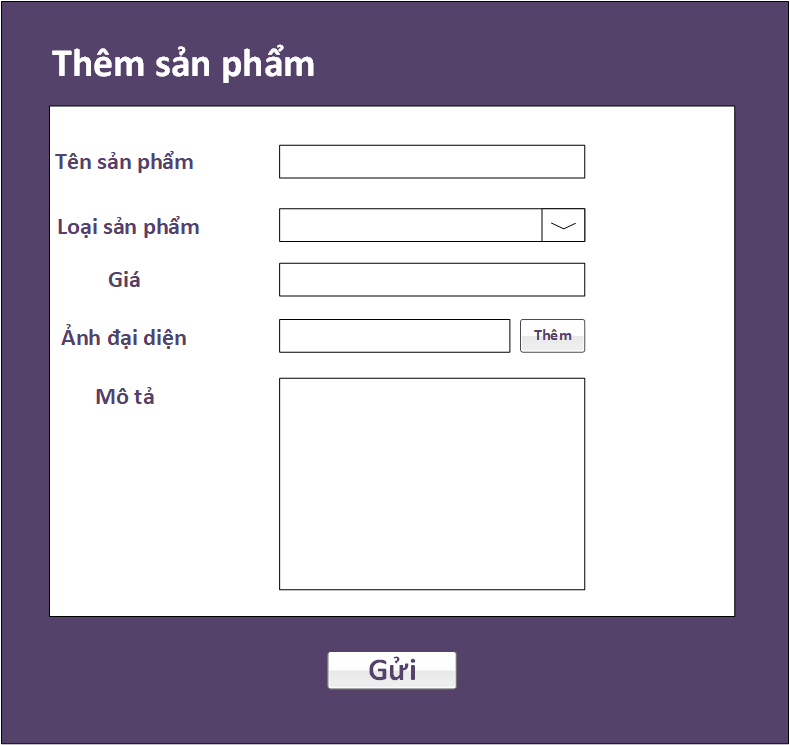 Thêm sản phẩm
Tên sản phẩm
Loại sản phẩm
Giá
Ảnh đại diện
Thêm
Mô tả
Gửi